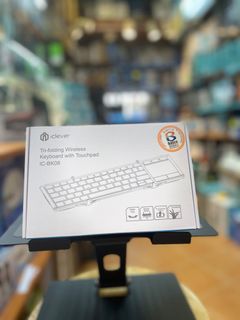 iclever
Tri-folding Wireless
Keyboard with Touchpad
IC-BK08